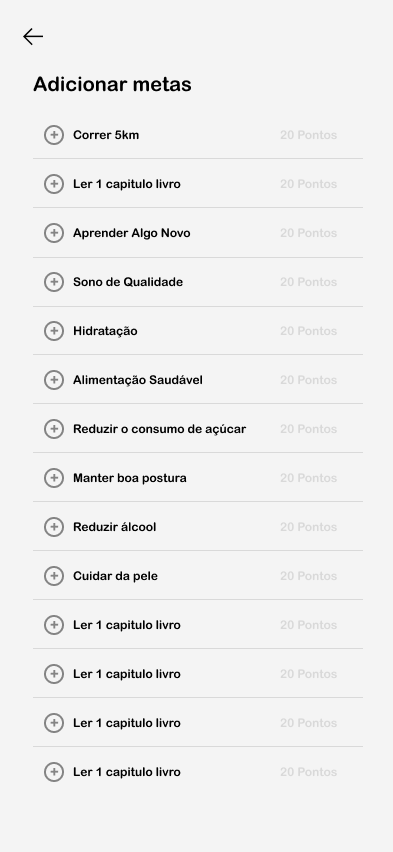 Adicionar metas
Correr 5km 20 Pontos
Ler 1 capitulo livro 20 Pontos
Aprender Algo Novo 20 Pontos
Sono de Qualidade 20 Pontos
Hidratação 20 Pontos
Alimentação Saudável 20 Pontos
Reduzir o consumo de açúcar 20 Pontos
Manter boa postura 20 Pontos
Reduzir álcool 20 Pontos
Cuidar da pele 20 Pontos
Ler 1 capitulo livro 20 Pontos
Ler 1 capitulo livro 20 Pontos
Ler 1 capitulo livro 20 Pontos
Ler 1 capitulo livro 20 Pontos